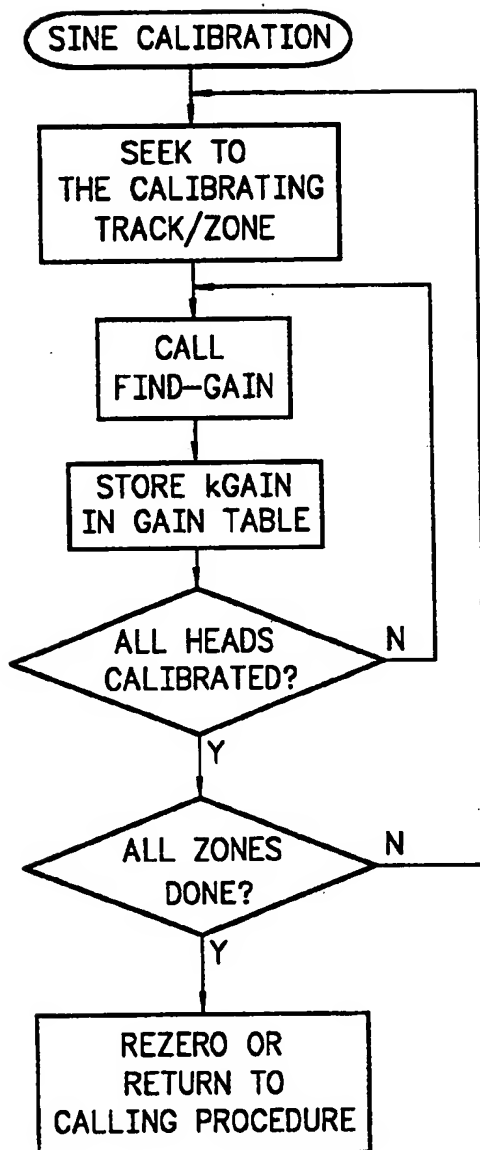 SINE CALIBRATION
SEEK TO
THE CALIBRATING
TRACK/ZONE
CALL
FIND-GAIN
STORE kGAIN
IN GAIN TABLE
ALL HEADS
CALIBRATED?
N
Y
ALL ZONES
DONE?
N
Y
REZERO OR
RETURN TO
CALLING PROCEDURE